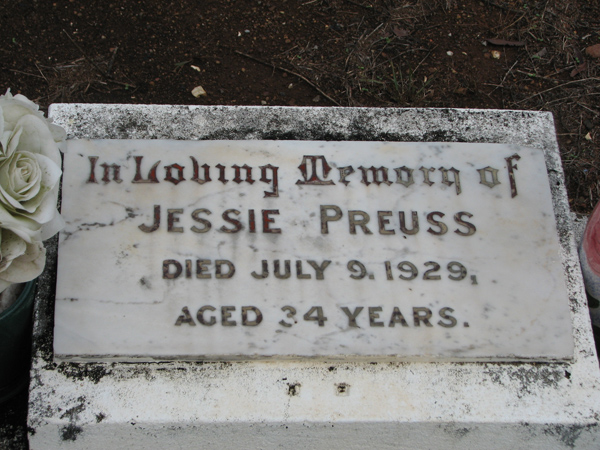 In Loving Memory of
JESSIE PREUSS
DIED JULY 9. 1929,
AGED 34 YEARS.